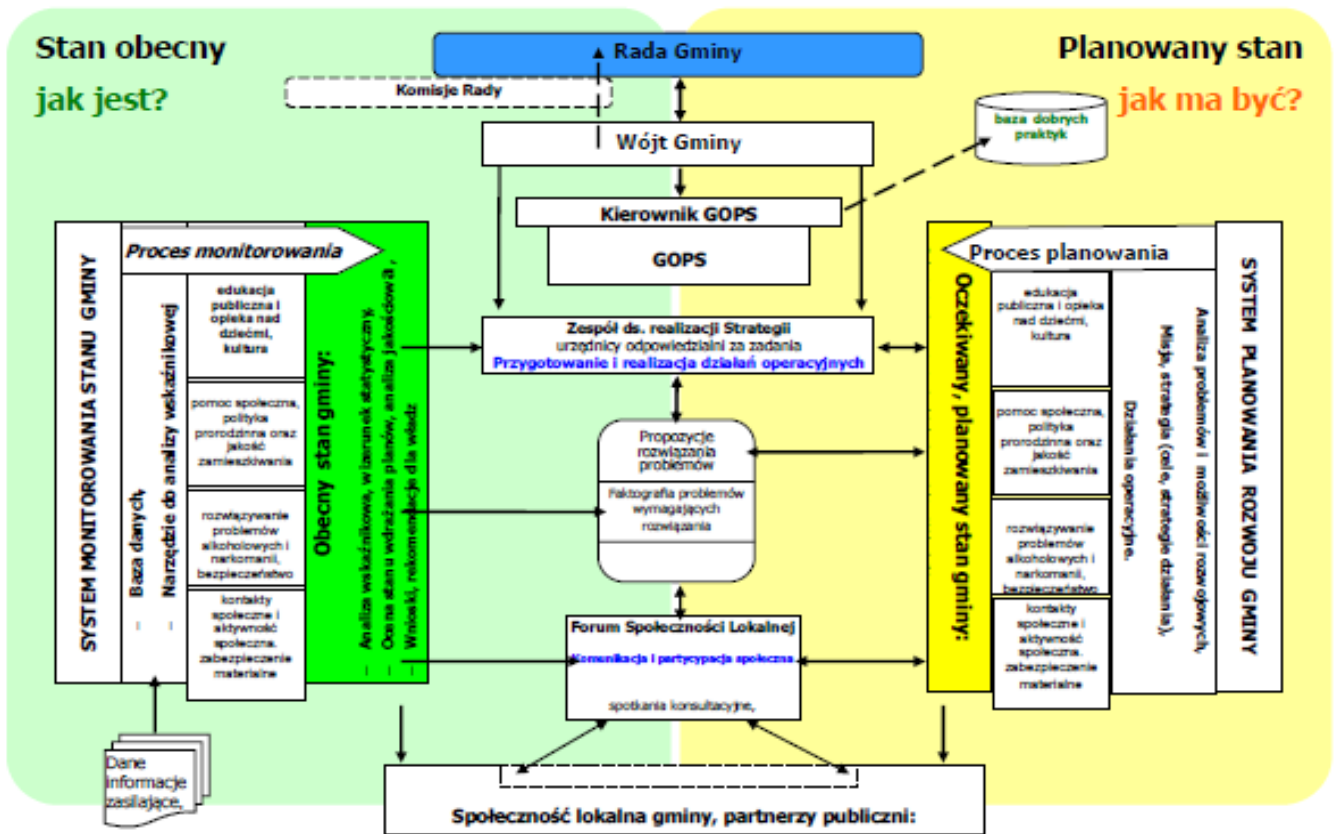 Stan obecny
jak jest?
Planowany stan
jak ma być?
Rada Gminy
Komisje Rady
Wójt Gminy
baza dobrych
praktyk
Kierownik GOPS
GOPS
SYSTEM MONITOROWANIA STANU GMINY
Proces monitorowania
– Baza danych,
– Narzędzie do analizy wskaźnikowej
edukacja
publiczna i
opieka nad
dziećmi,
kultura
pomoc społeczna,
polityka
prorodzinna oraz
jakość
zamieszkiwania
rozwiązywanie
problemów
alkoholowych i
narkomanii,
bezpieczeństwo
kontakty
społeczne i
aktywność
społeczna.
zabezpieczenie
materialne
Obecny stan gminy:
– Analiza wskaźnikowa, wizerunek statystyczny,
– Ocena stanu wdrażania planów, analiza jakościowa,
– Wnioski, rekomendacje dla władz
Dane
informacje
zasilające,
Zespół ds. realizacji Strategii
urzędnicy odpowiedzialni za zadania
Przygotowanie i realizacja działań operacyjnych
Propozycje
rozwiązania
problemów
Faktografia problemów
wymagających
rozwiązania
Forum Społeczności Lokalnej
Komunikacja i partycypacja społeczna
spotkania konsultacyjne,
Społeczność lokalna gminy, partnerzy publiczni:
Proces planowania
Oczekiwany, planowany stan gminy:
edukacja
publiczna i opieka
nad dziećmi,
kultura
pomoc społeczna,
polityka
prorodzinna oraz
jakość
zamieszkiwania
rozwiązywanie
problemów
alkoholowych i
narkomanii,
bezpieczeństwo
kontakty
społeczne i
aktywność
społeczna.
zabezpieczenie
materialne
Analiza problemów i możliwości rozwojowych,
Misja, strategia (cele, strategie działania),
Działania operacyjne.
SYSTEM PLANOWANIA ROZWOJU GMINY